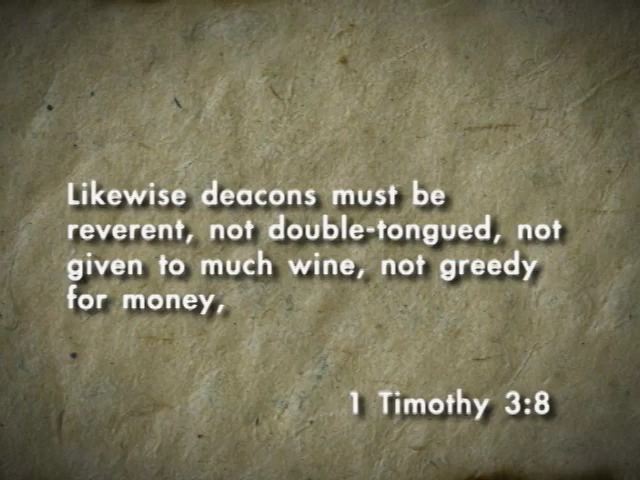 Likewise deacons must be
reverent, not double-tongued, not
given to much wine, not greedy
for money,
1 Timothy 3:8